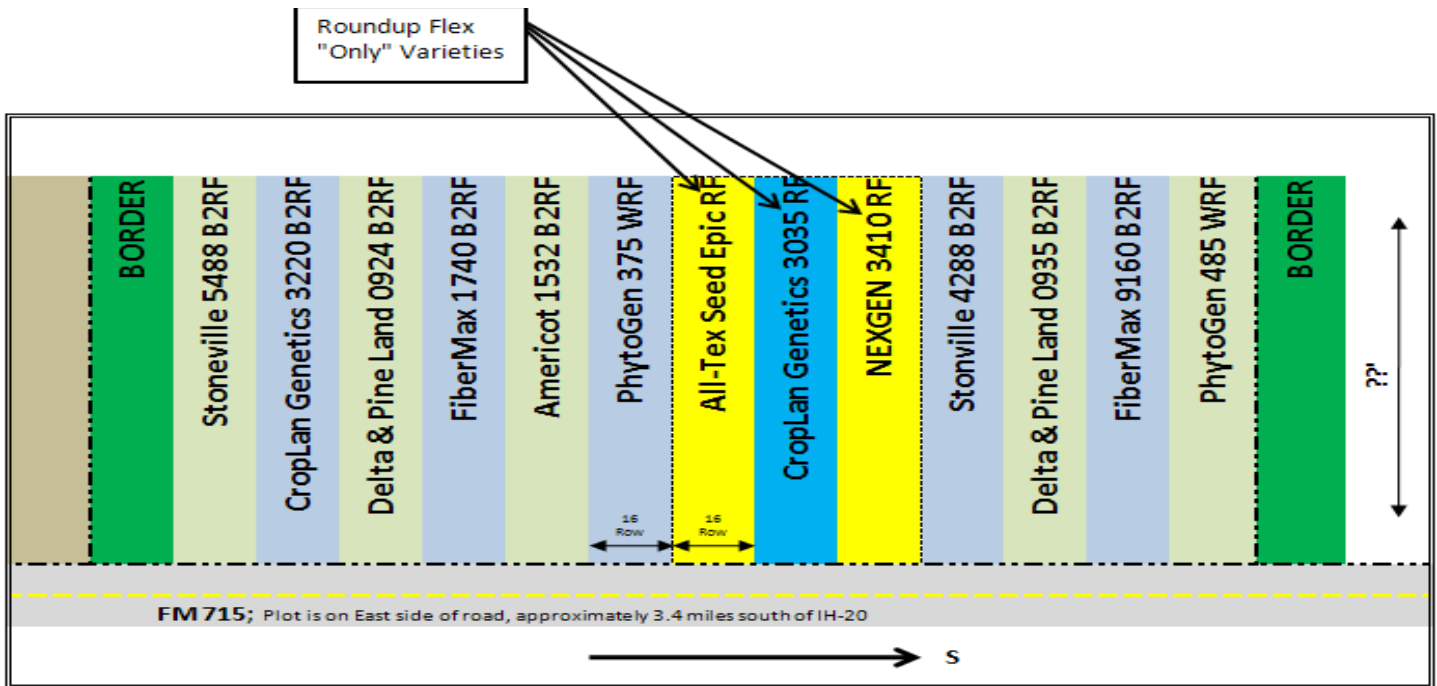 Roundup Flex
"Only" Varieties
BORDER
Stoneville 5488 B2RF
CropLan Genetics 3220 B2RF
Delta & Pine Land 0924 B2RF
FiberMax 1740 B2RF
Americot 1532 B2RF
PhytoGen 375 WRF
All-Tex Seed Epic RF
CropLan Genetics 3035 RF
NEXGEN 3410 RF
Stonville 4288 B2RF
Delta & Pine Land 0935 B2RF
FiberMax 9160 B2RF
PhytoGen 485 WRF
BORDER
??'
16
Row
16
Row
FM 715; Plot is on East side of road, approximately 3.4 miles south of IH-20
S